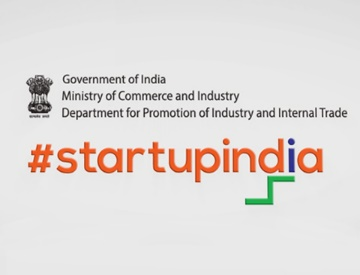 Government of India
Ministry of Commerce and Industry
Department for Promotion of Industry and Internal Trade
#startupindia